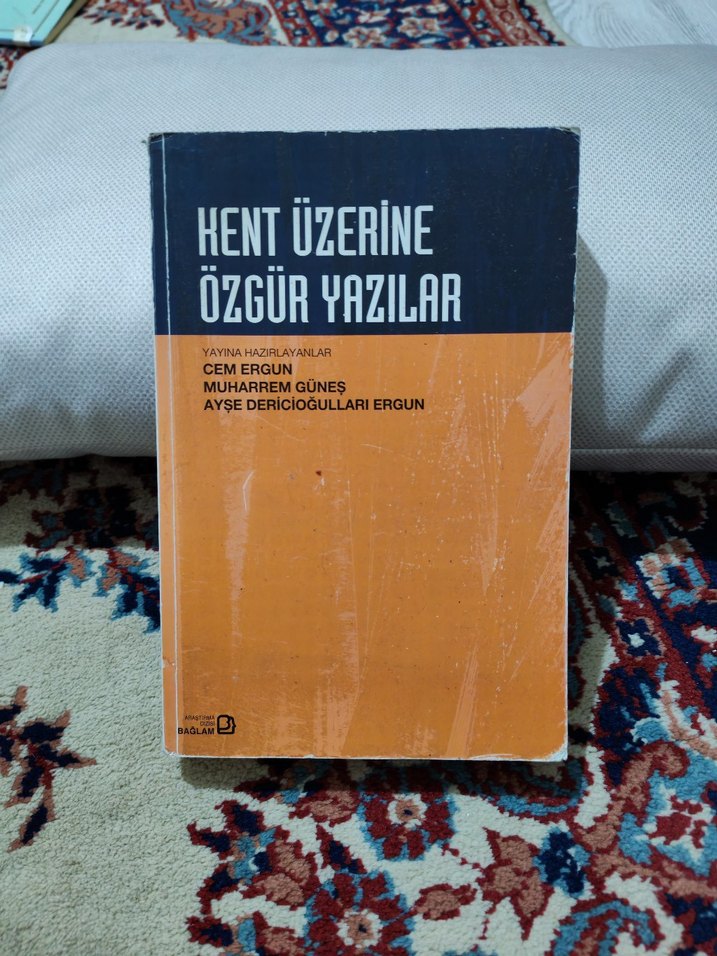 KENT ÜZERİNE
ÖZGÜR YAZILAR
YAYINA HAZIRLAYANLAR
CEM ERGUN
MUHARREM GÜNEŞ
AYŞE DERİCİOĞULLARI ERGUN
ARAŞTIRMA
DİZİSİ
BAĞLAM